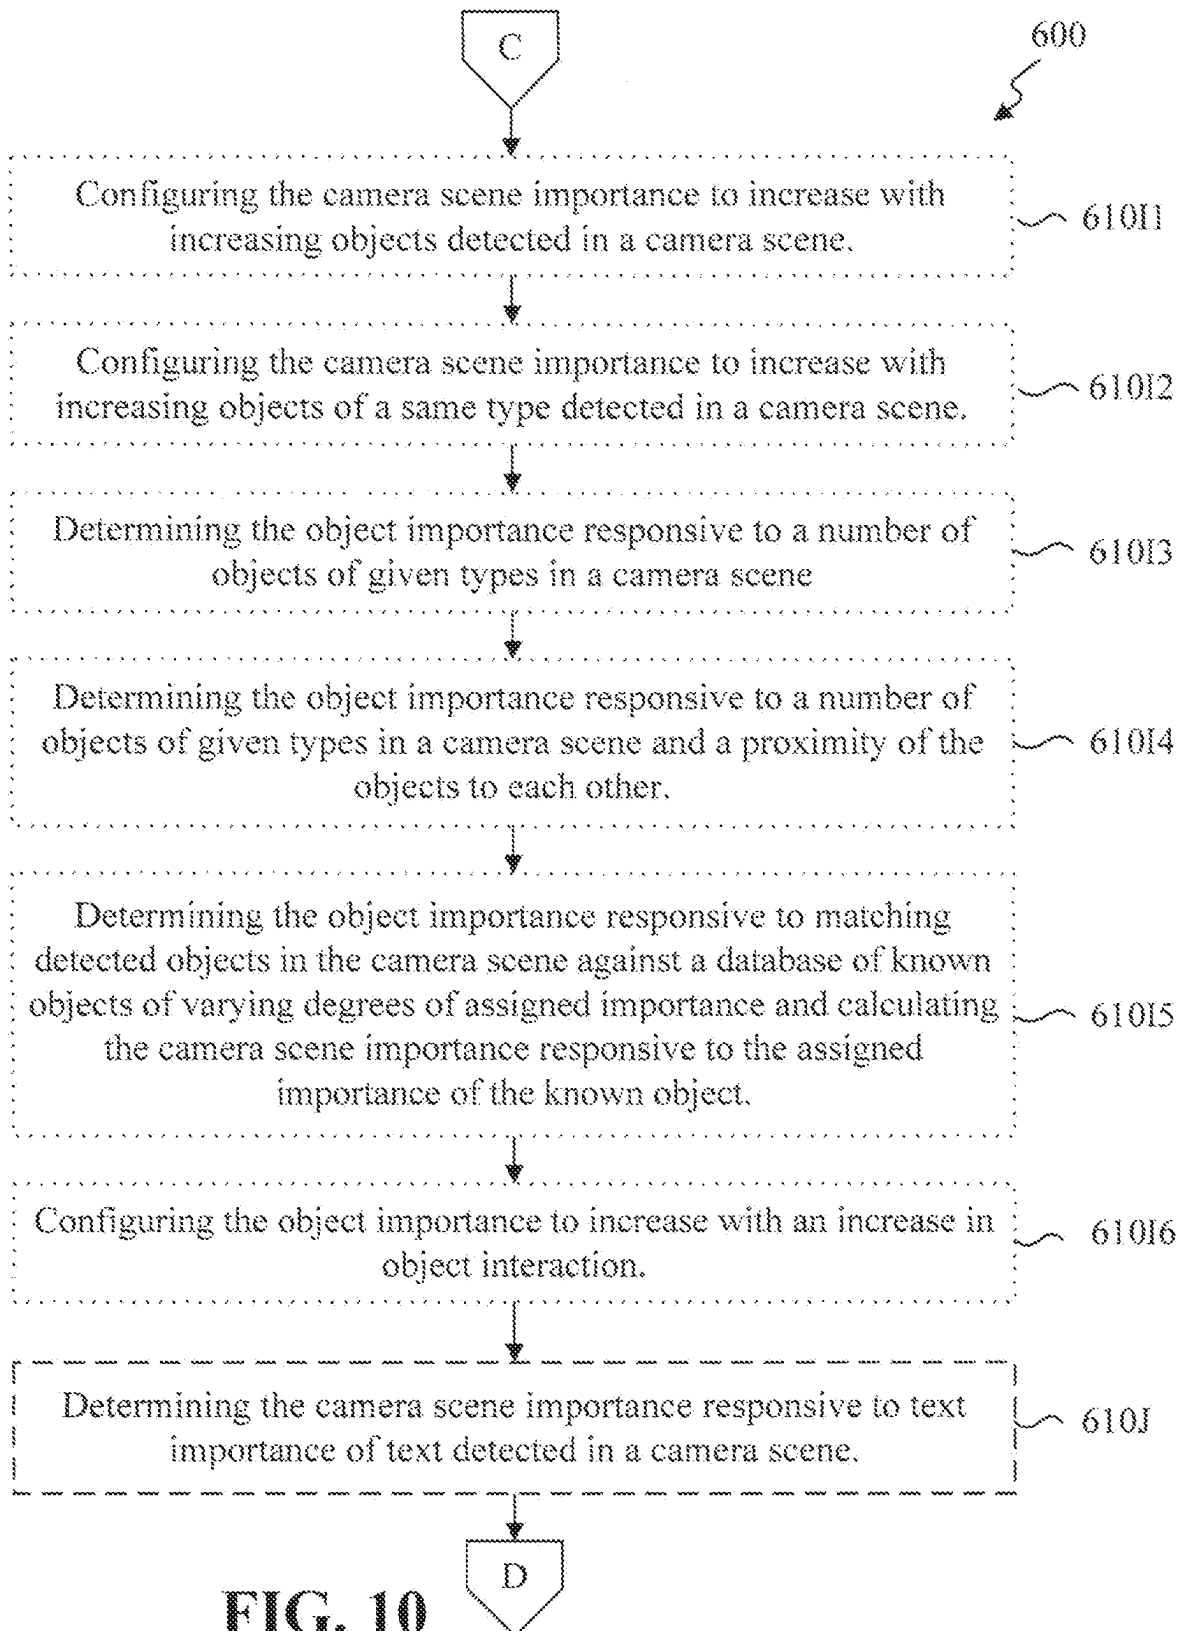 C
600
Configuring the camera scene importance to increase with
increasing objects detected in a camera scene.
610I1
Configuring the camera scene importance to increase with
increasing objects of a same type detected in a camera scene.
610I2
Determining the object importance responsive to a number of
objects of given types in a camera scene
610I3
Determining the object importance responsive to a number of
objects of given types in a camera scene and a proximity of the
objects to each other.
610I4
Determining the object importance responsive to matching
detected objects in the camera scene against a database of known
objects of varying degrees of assigned importance and calculating
the camera scene importance responsive to the assigned
importance of the known object.
610I5
Configuring the object importance to increase with an increase in
object interaction.
610I6
Determining the camera scene importance responsive to text
importance of text detected in a camera scene.
610J
D
FIG. 10